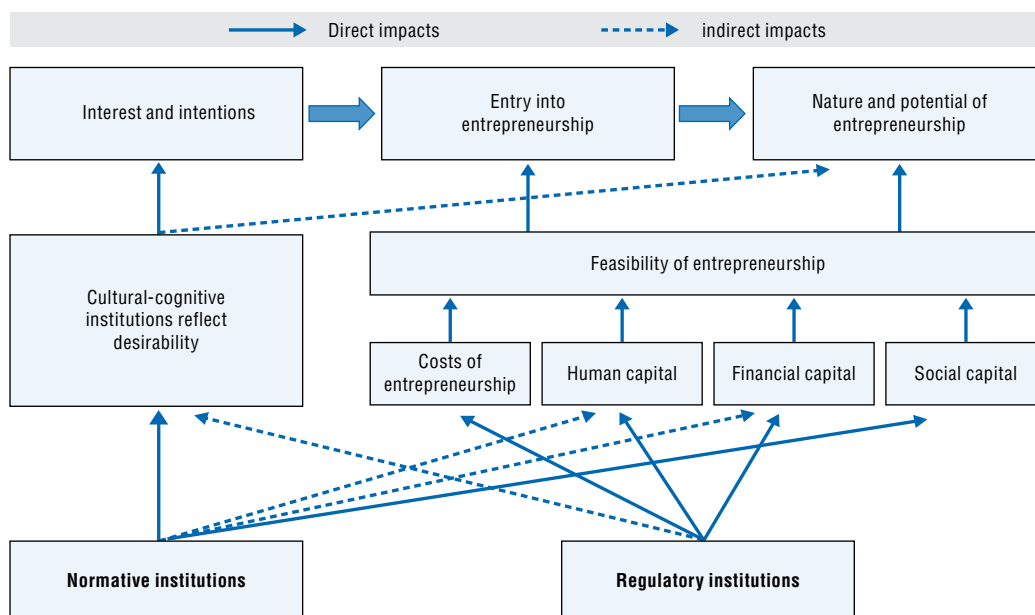 Direct impacts
indirect impacts
Interest and intentions
Entry into
entrepreneurship
Nature and potential of
entrepreneurship
Cultural-cognitive
institutions reflect
desirability
Feasibility of entrepreneurship
Costs of
entrepreneurship
Human capital
Financial capital
Social capital
Normative institutions
Regulatory institutions